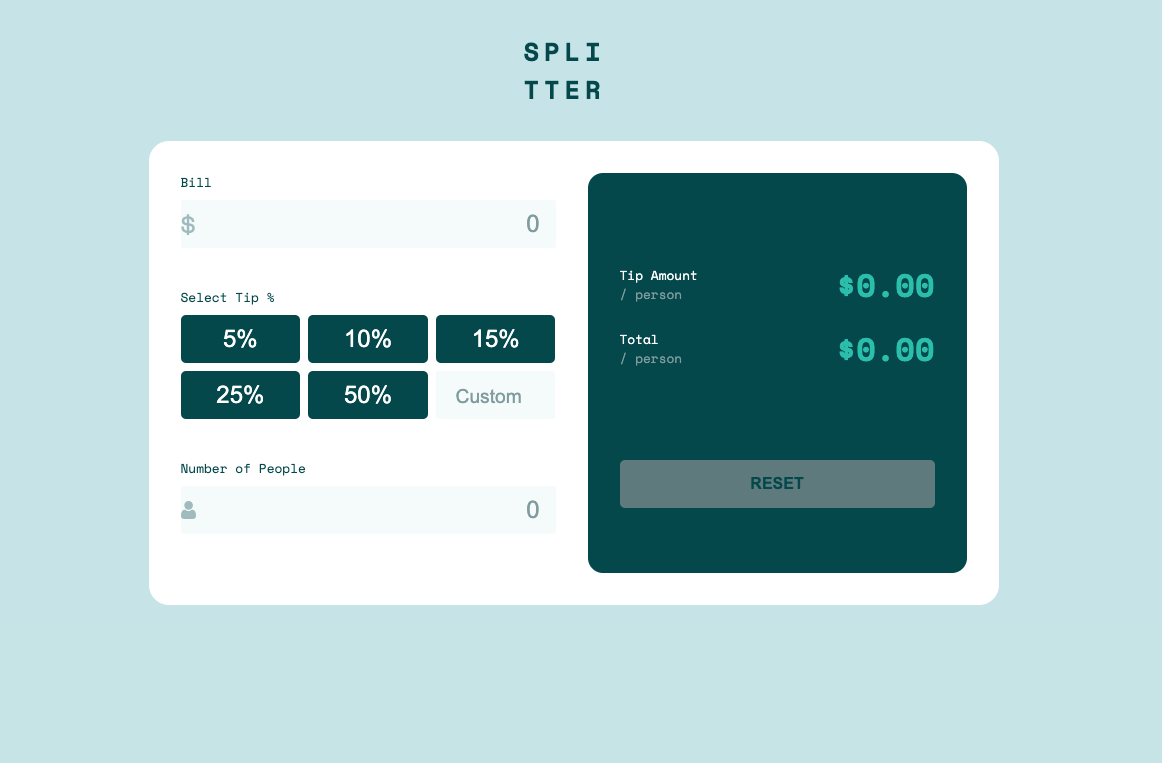 SPLI
TTER
Bill
$ 0
Select Tip %
5% 10% 15%
25% 50% Custom
Number of People
0
Tip Amount
/ person
$0.00
Total
/ person
$0.00
RESET